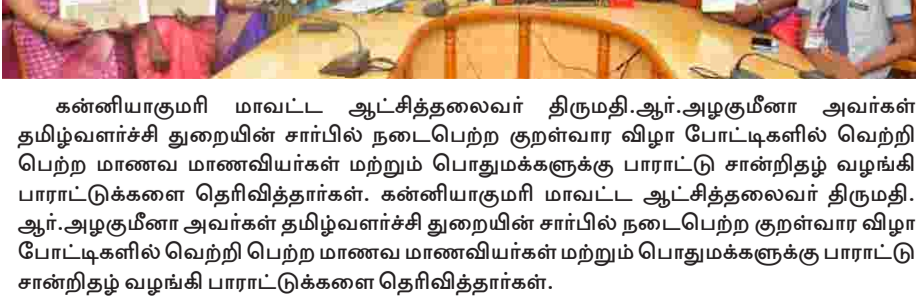 கன்னியாகுமரி மாவட்ட ஆட்சித்தலைவர் திருமதி.ஆர்.அழகுமீனா அவர்கள்
தமிழ்வளர்ச்சி துறையின் சார்பில் நடைபெற்ற குறள்வார விழா போட்டிகளில் வெற்றி
பெற்ற மாணவ மாணவியர்கள் மற்றும் பொதுமக்களுக்கு பாராட்டு சான்றிதழ் வழங்கி
பாராட்டுக்களை தெரிவித்தார்கள். கன்னியாகுமரி மாவட்ட ஆட்சித்தலைவர் திருமதி.
ஆர்.அழகுமீனா அவர்கள் தமிழ்வளர்ச்சி துறையின் சார்பில் நடைபெற்ற குறள்வார விழா
போட்டிகளில் வெற்றி பெற்ற மாணவ மாணவியர்கள் மற்றும் பொதுமக்களுக்கு பாராட்டு
சான்றிதழ் வழங்கி பாராட்டுக்களை தெரிவித்தார்கள்.